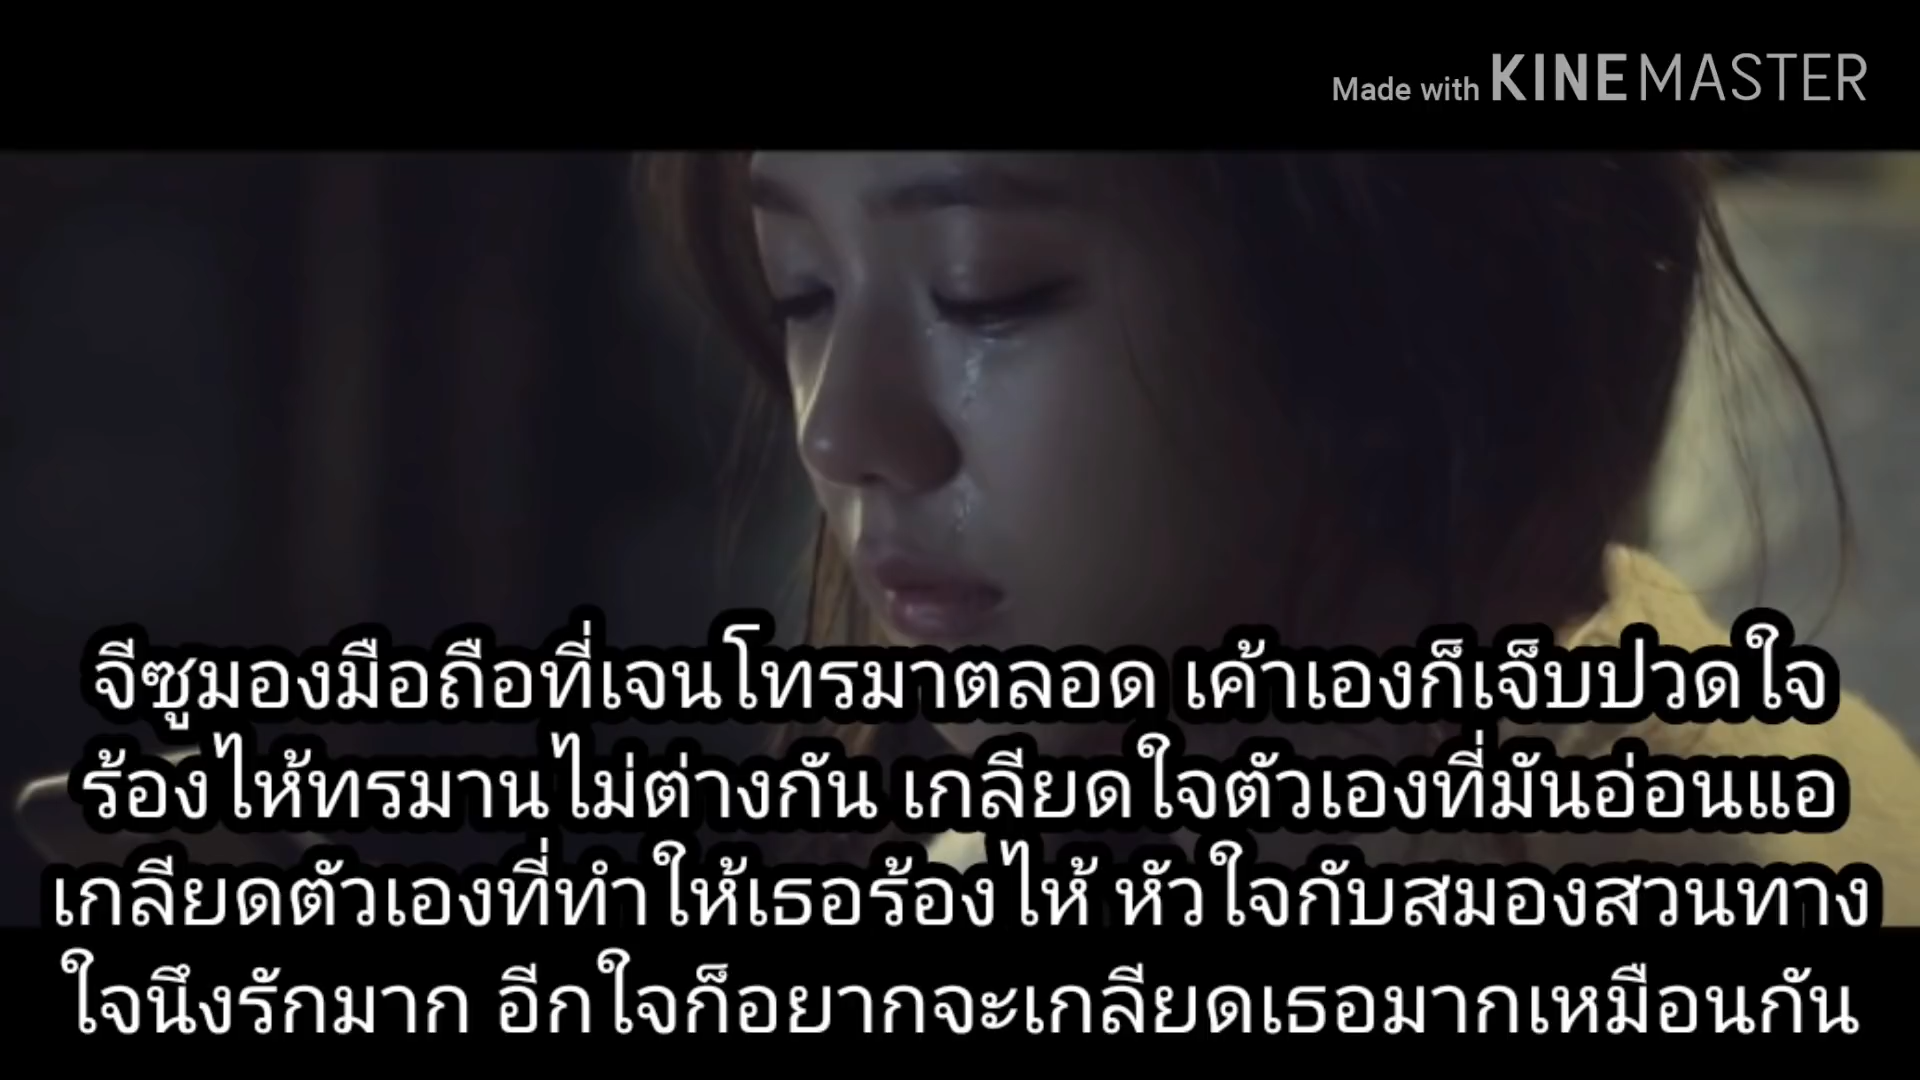 Made with KINEMASTER
จีซูมองมือถือที่เจนโทรมาตลอด เค้าเองก็เจ็บปวดใจ
ร้องไห้ทรมานไม่ต่างกัน เกลียดใจตัวเองที่มันอ่อนแอ
เกลียดตัวเองที่ทำให้เธอร้องไห้ หัวใจกับสมองสวนทาง
ใจนึงรักมาก อีกใจก็อยากจะเกลียดเธอมากเหมือนกัน